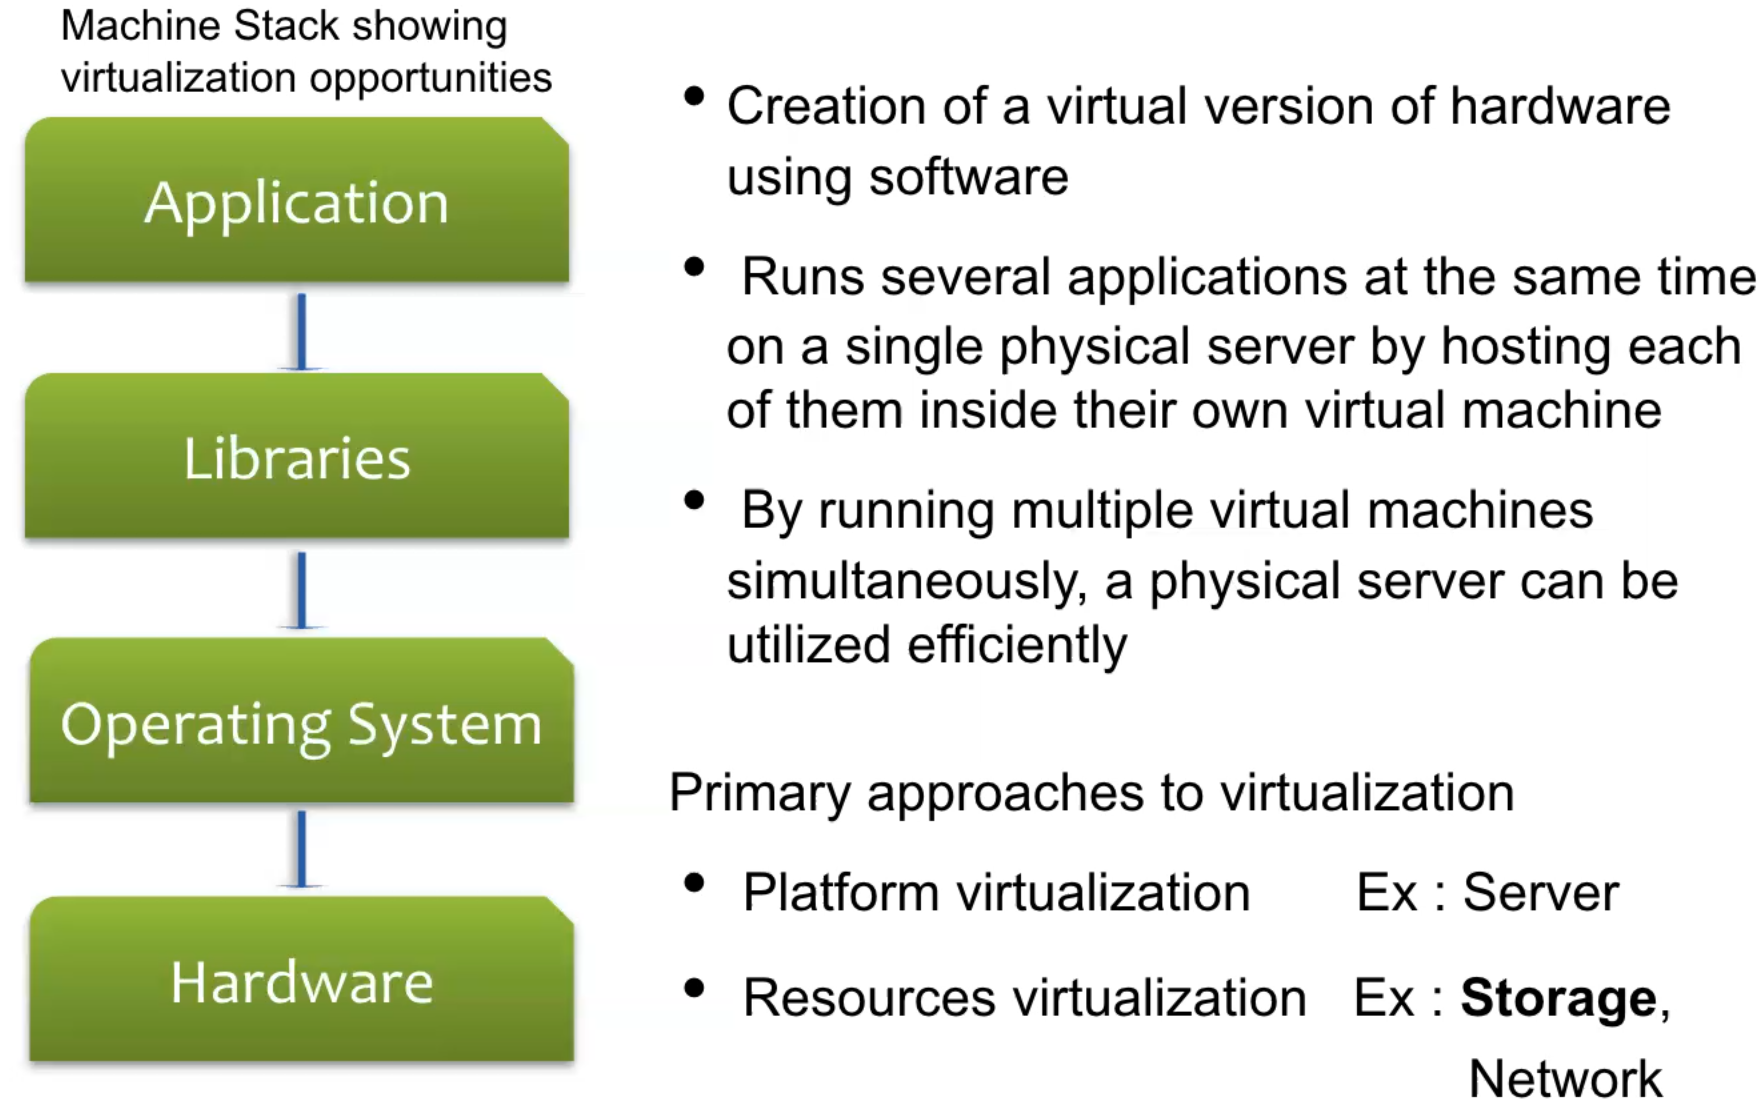 Machine Stack showing
virtualization opportunities
Application
Libraries
Operating System
Hardware
• Creation of a virtual version of hardware
using software
• Runs several applications at the same time
on a single physical server by hosting each
of them inside their own virtual machine
• By running multiple virtual machines
simultaneously, a physical server can be
utilized efficiently
Primary approaches to virtualization
• Platform virtualization Ex : Server
• Resources virtualization Ex : Storage,
Network